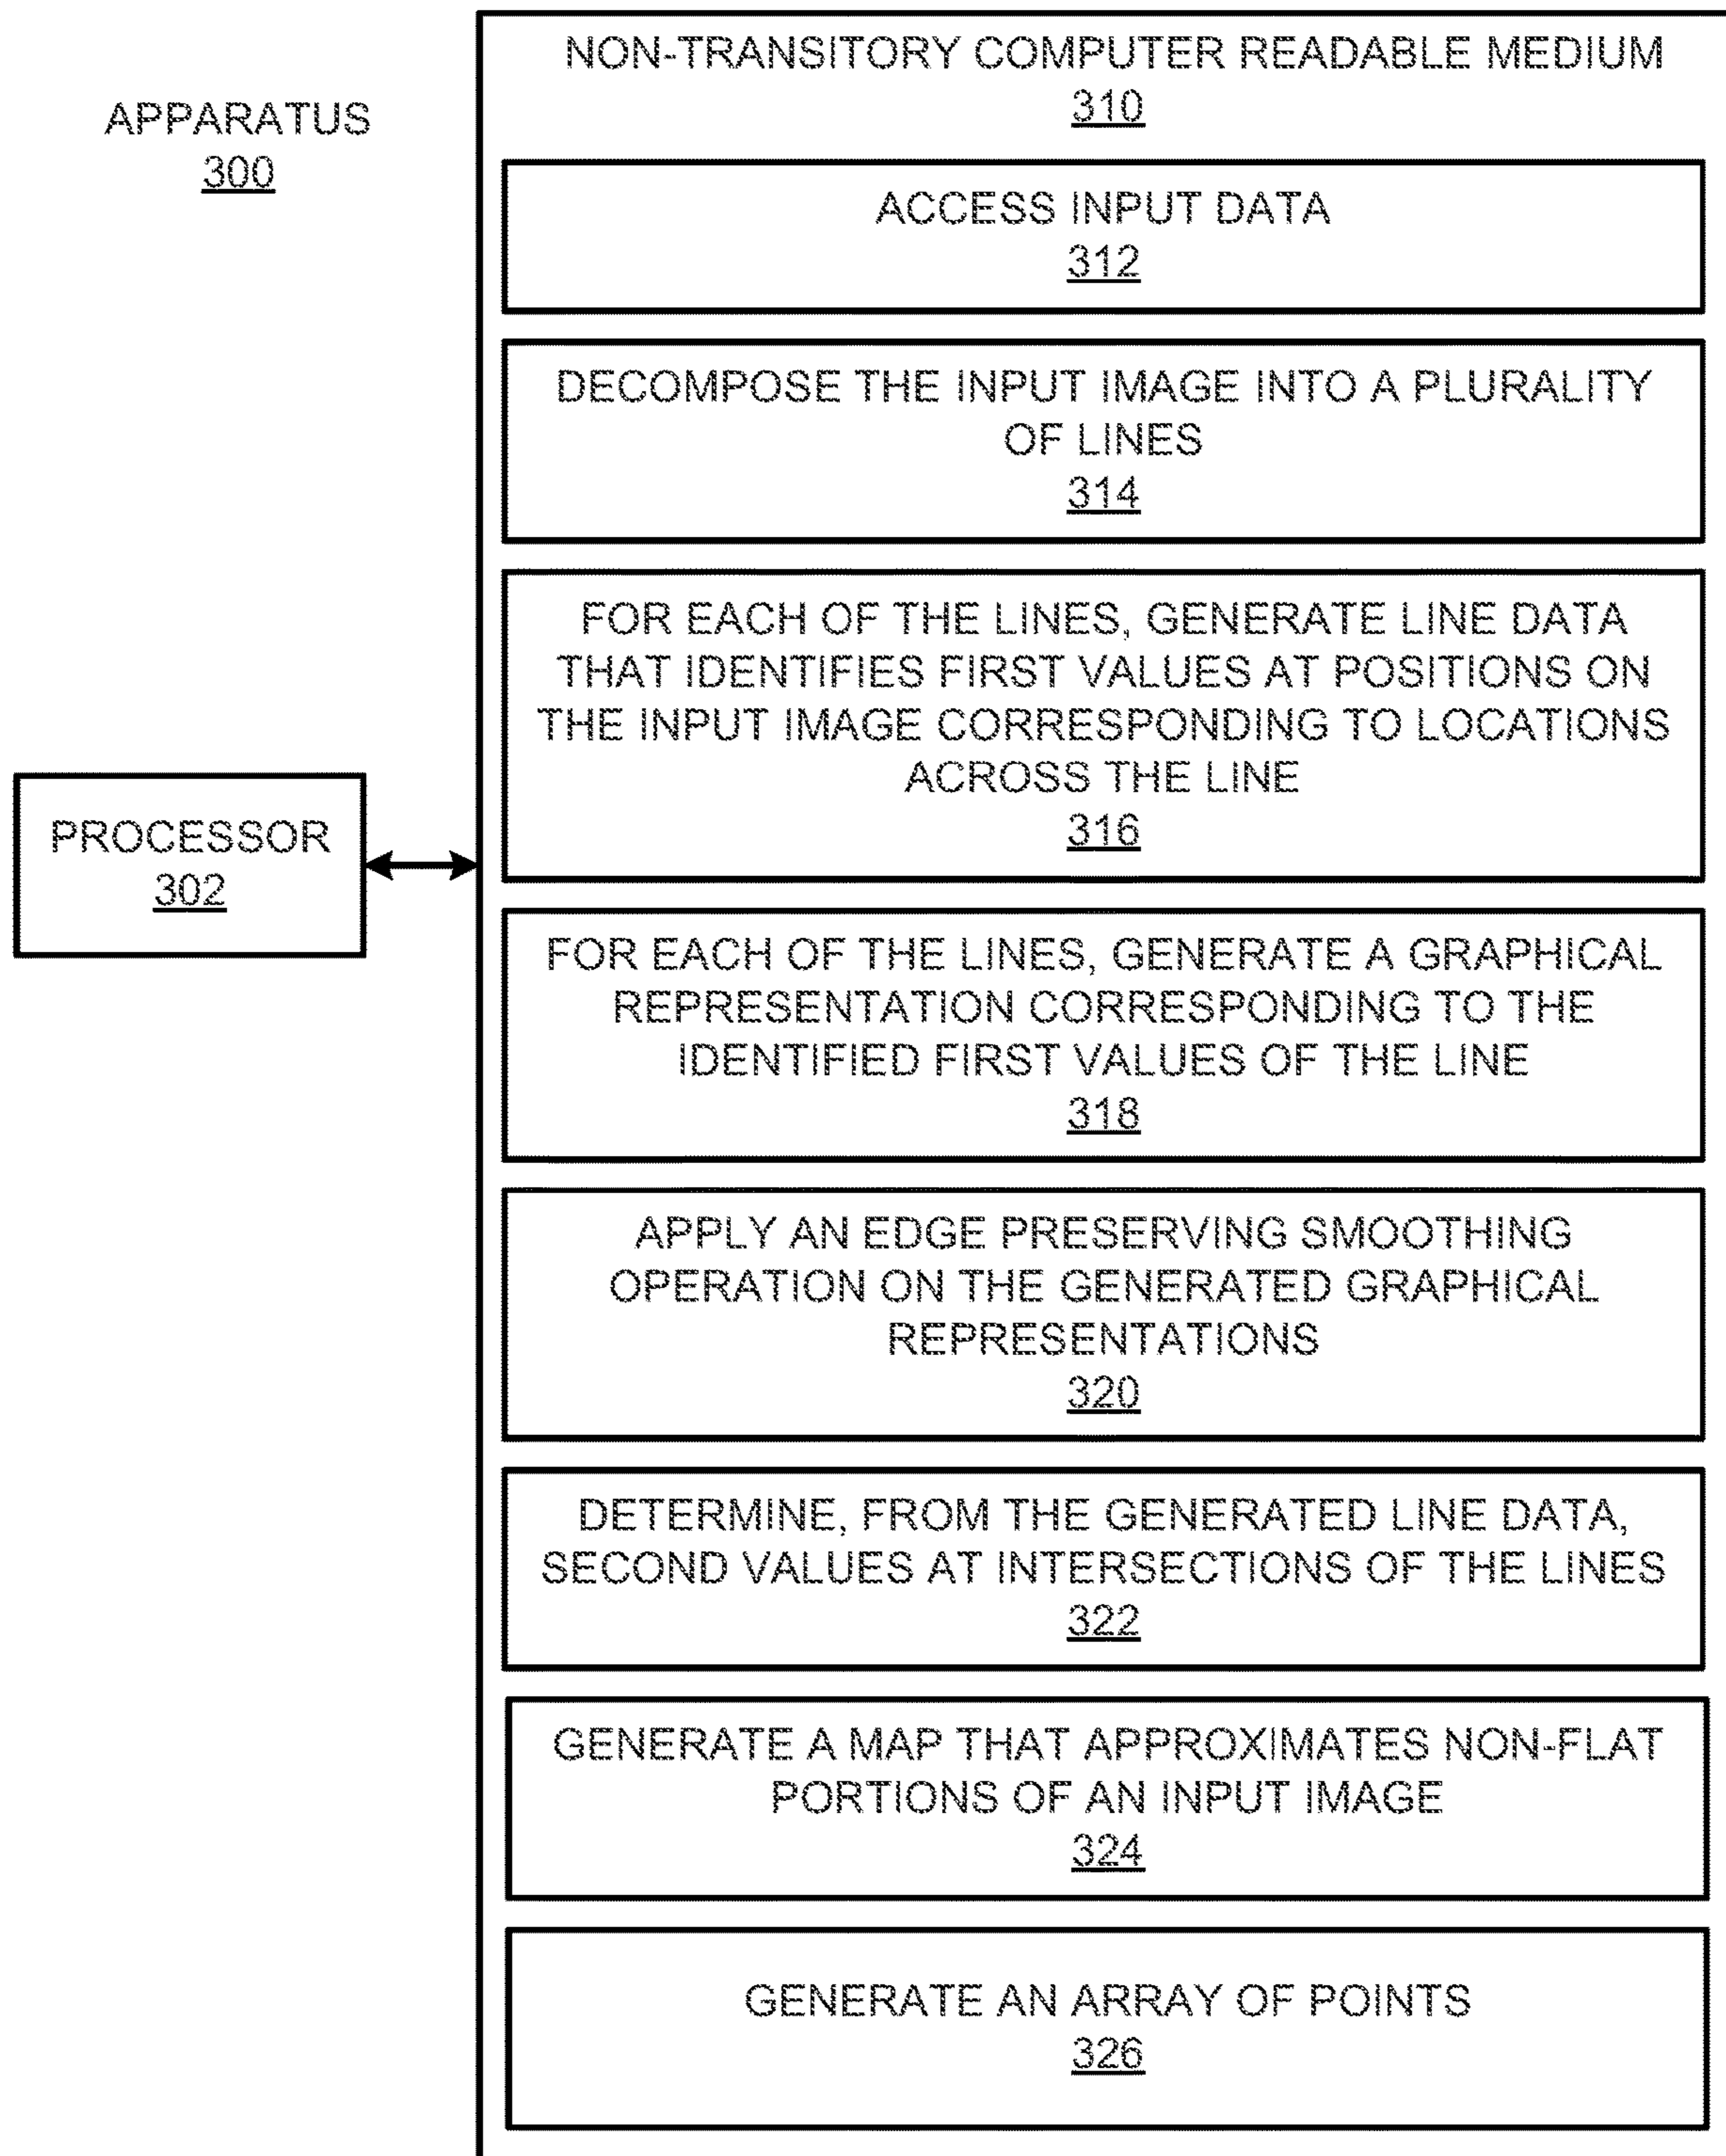 NON-TRANSITORY COMPUTER READABLE MEDIUM
310
APPARATUS
300
ACCESS INPUT DATA
312
DECOMPOSE THE INPUT IMAGE INTO A PLURALITY
OF LINES
314
FOR EACH OF THE LINES, GENERATE LINE DATA
THAT IDENTIFIES FIRST VALUES AT POSITIONS ON
THE INPUT IMAGE CORRESPONDING TO LOCATIONS
ACROSS THE LINE
316
PROCESSOR
302
FOR EACH OF THE LINES, GENERATE A GRAPHICAL
REPRESENTATION CORRESPONDING TO THE
IDENTIFIED FIRST VALUES OF THE LINE
318
APPLY AN EDGE PRESERVING SMOOTHING
OPERATION ON THE GENERATED GRAPHICAL
REPRESENTATIONS
320
DETERMINE, FROM THE GENERATED LINE DATA,
SECOND VALUES AT INTERSECTIONS OF THE LINES
322
GENERATE A MAP THAT APPROXIMATES NON-FLAT
PORTIONS OF AN INPUT IMAGE
324
GENERATE AN ARRAY OF POINTS
326